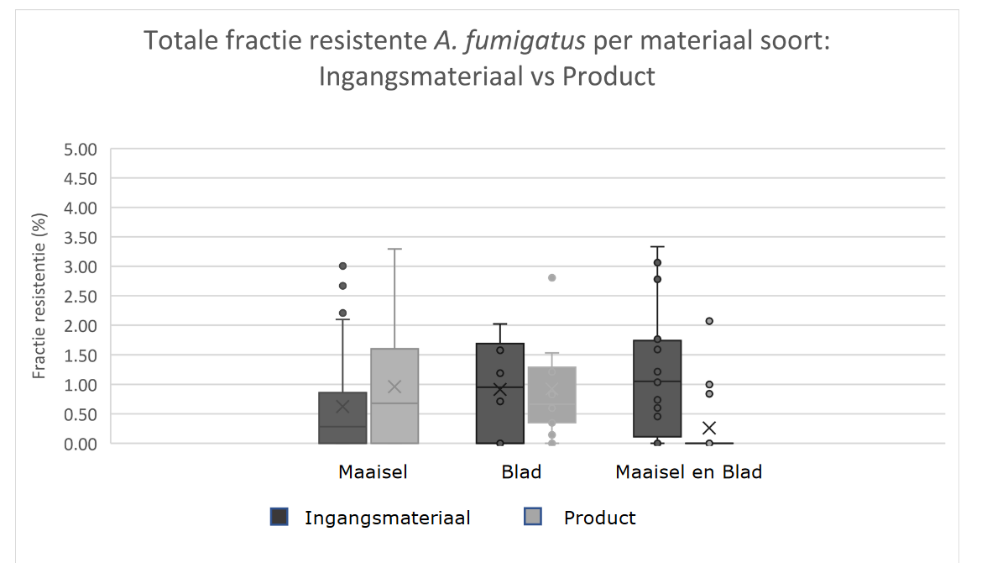 Totale fractie resistente A. fumigatus per materiaal soort:
Ingangsmateriaal vs Product
Fractie resistentie (%)
5.00
4.50
4.00
3.50
3.00
2.50
2.00
1.50
1.00
0.50
0.00
Maaisel Blad Maaisel en Blad
Ingangsmateriaal Product